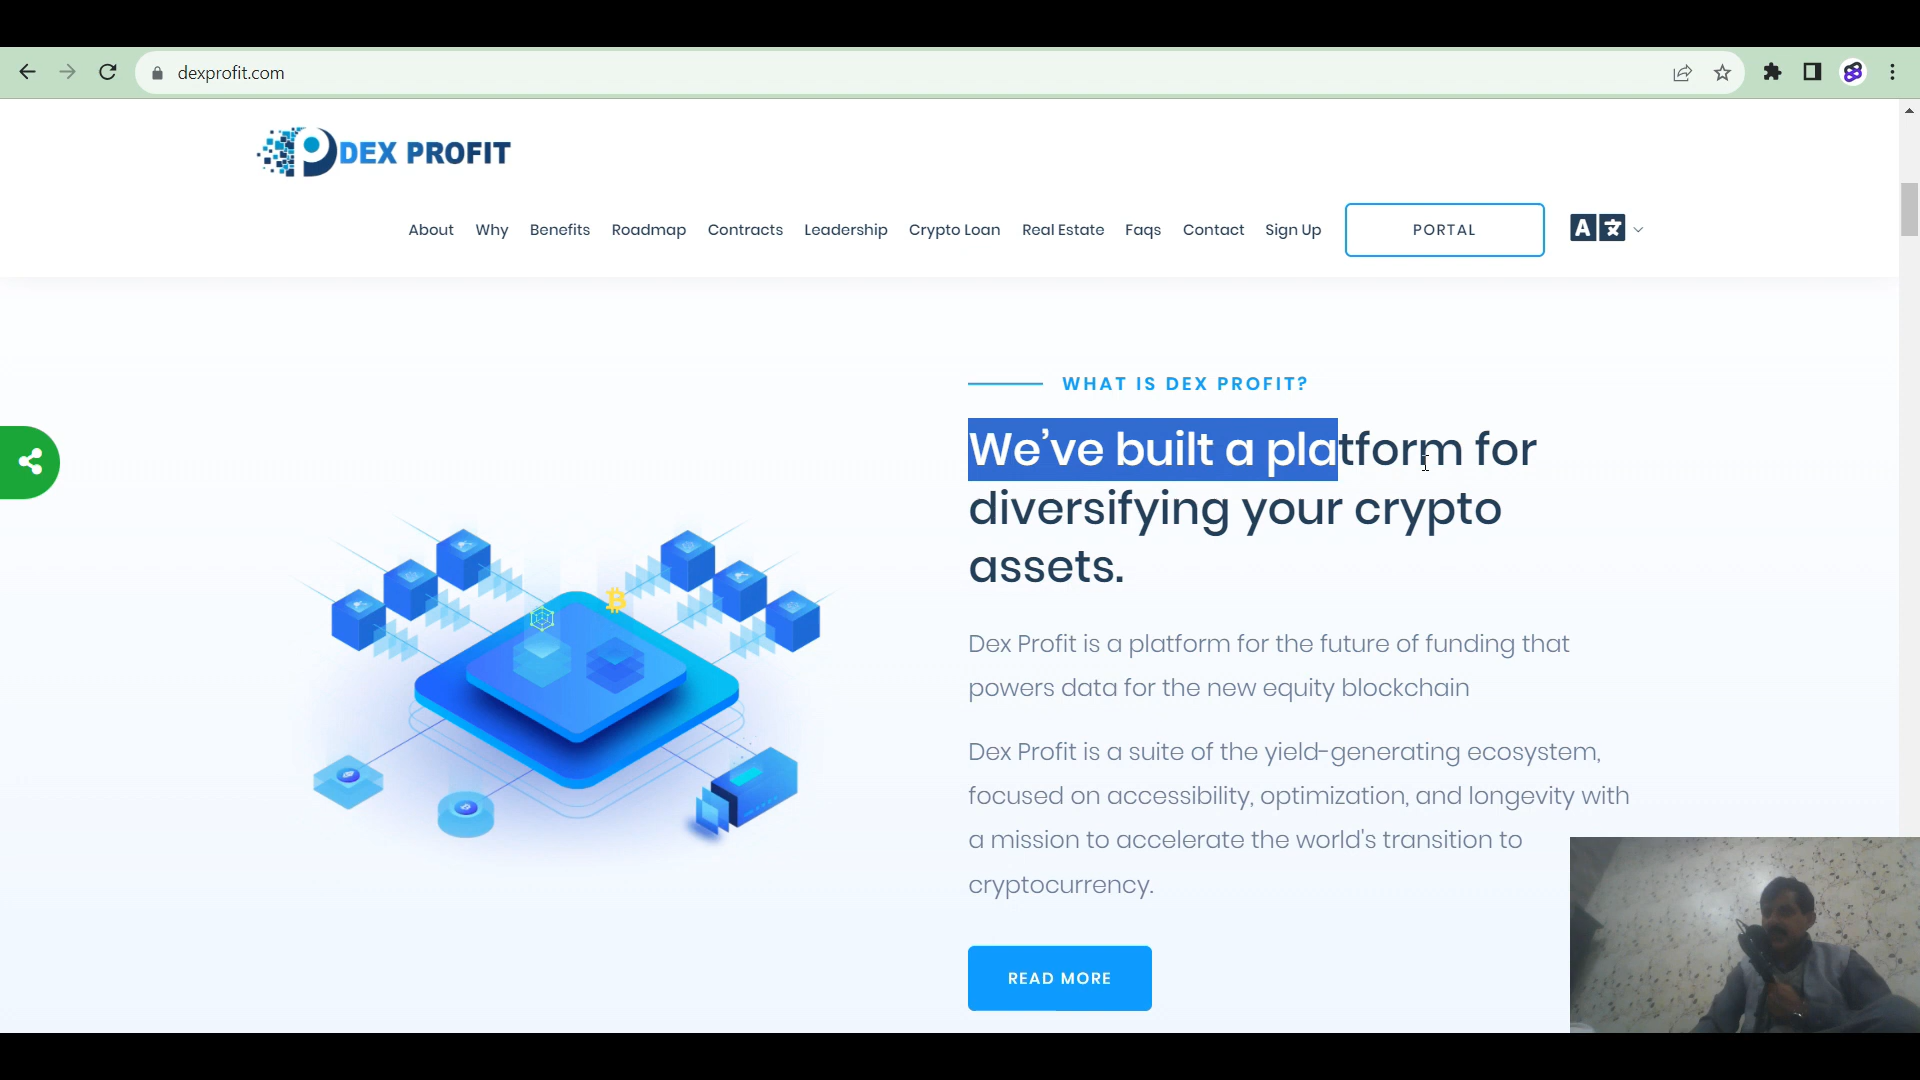 dexprofit.com
DEX PROFIT
About Why Benefits Roadmap Contracts Leadership Crypto Loan Real Estate Faqs Contact Sign Up PORTAL A文
WHAT IS DEX PROFIT?
We’ve built a platform for
diversifying your crypto
assets.
Dex Profit is a platform for the future of funding that
powers data for the new equity blockchain
Dex Profit is a suite of the yield-generating ecosystem,
focused on accessibility, optimization, and longevity with
a mission to accelerate the world's transition to
cryptocurrency.
READ MORE